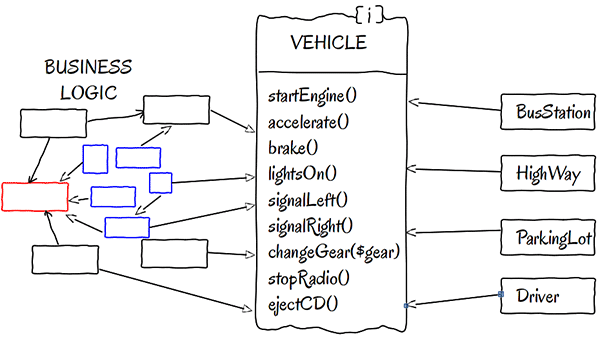 [i]
VEHICLE
BUSINESS
LOGIC
startEngine()
accelerate()
brake()
lightsOn()
signalLeft()
signalRight()
changeGear($gear)
stopRadio()
ejectCD()
BusStation
HighWay
ParkingLot
Driver